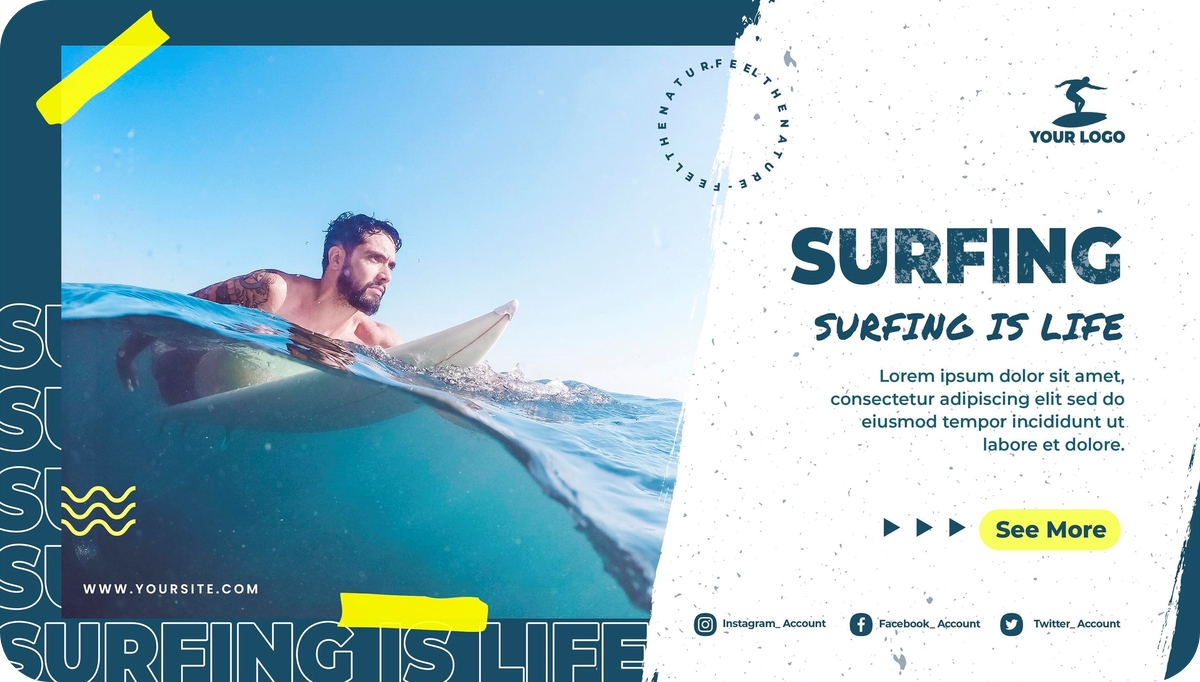 FEEL THE NATURE - FEEL THE NATUR.
YOUR LOGO
SURFING
SURFING IS LIFE
Lorem ipsum dolor sit amet,
consectetur adipiscing elit sed do
eiusmod tempor incididunt ut
labore et dolore.
See More
WWW.YOURSITE.COM
Instagram_ Account
Facebook_ Account
Twitter_ Account
SU
SU
SU
SU
SURFING IS LIFE